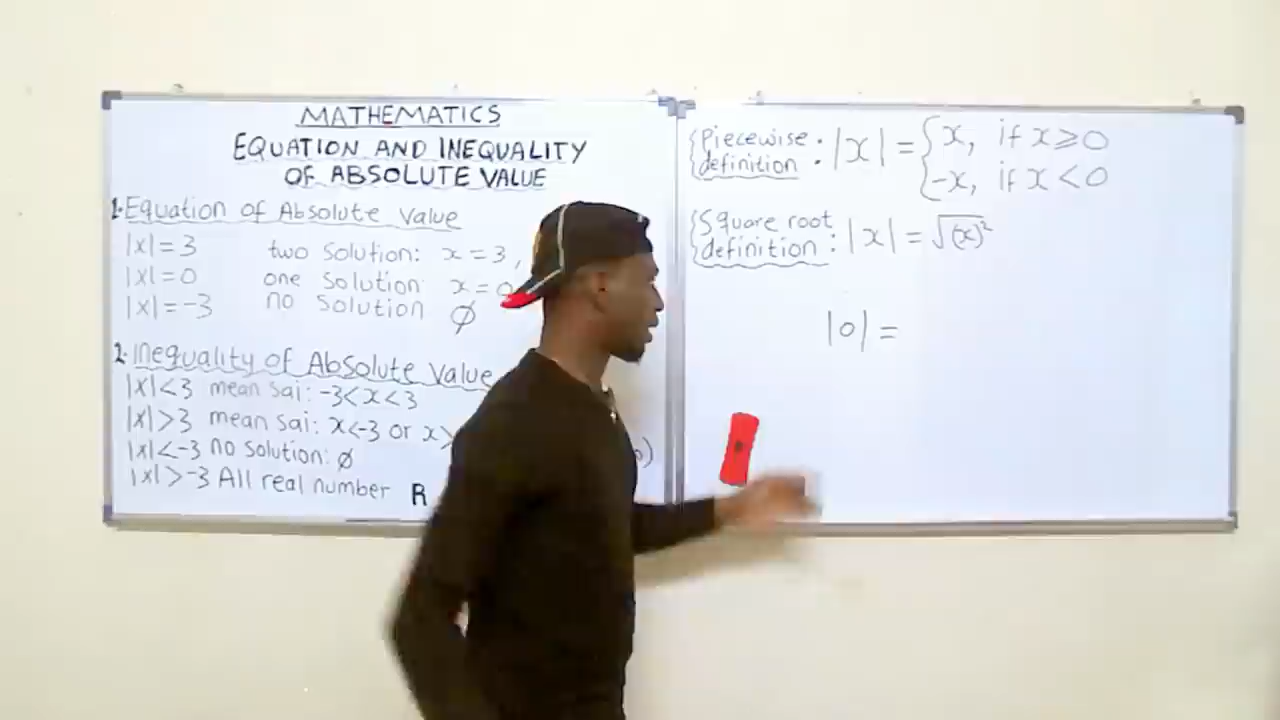 MATHEMATICS
EQUATION AND INEQUALITY
OF ABSOLUTE VALUE
1. Equation of Absolute Value
|x|=3 two solution: x=3,
|x|=0 one solution x=0
|x|=-3 no solution ∅
2. Inequality of Absolute Value
|x|<3 mean sai: -3<x<3
|x|>3 mean sai: x<-3 or x>
|x|<-3 no solution: ∅
|x|>-3 All real number R
Piecewise definition : |x| = { x, if x≥0
-x, if x<0
Square root
definition : |x| = √(x)²
|0| =